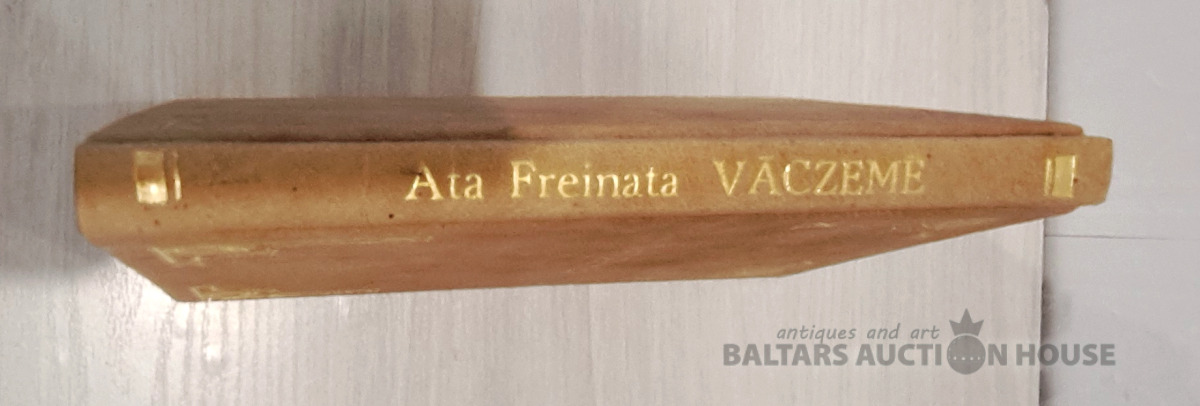 Ata Freinata VĀCZEME
antiques and art
BALTARS AUCTION HOUSE